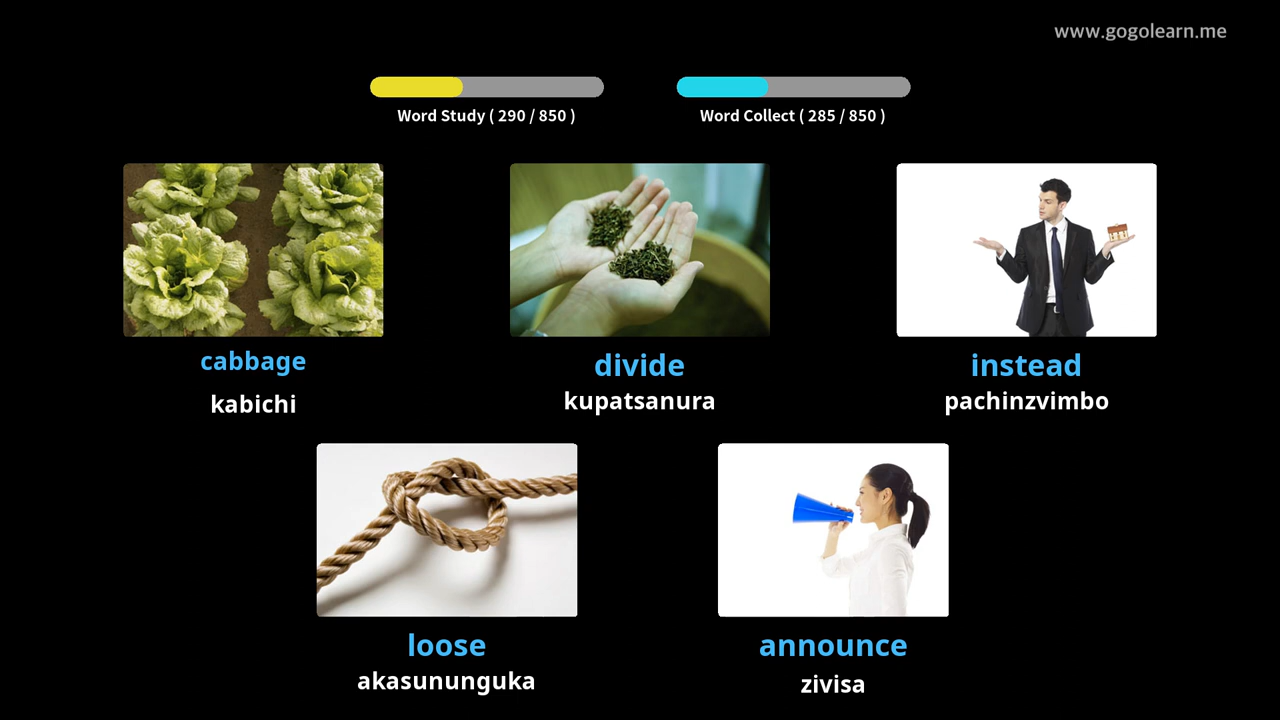 www.gogolearn.me
Word Study ( 290 / 850 )
Word Collect ( 285 / 850 )
cabbage
kabichi
divide
kupatsanura
instead
pachinzvimbo
loose
akasununguka
announce
zivisa